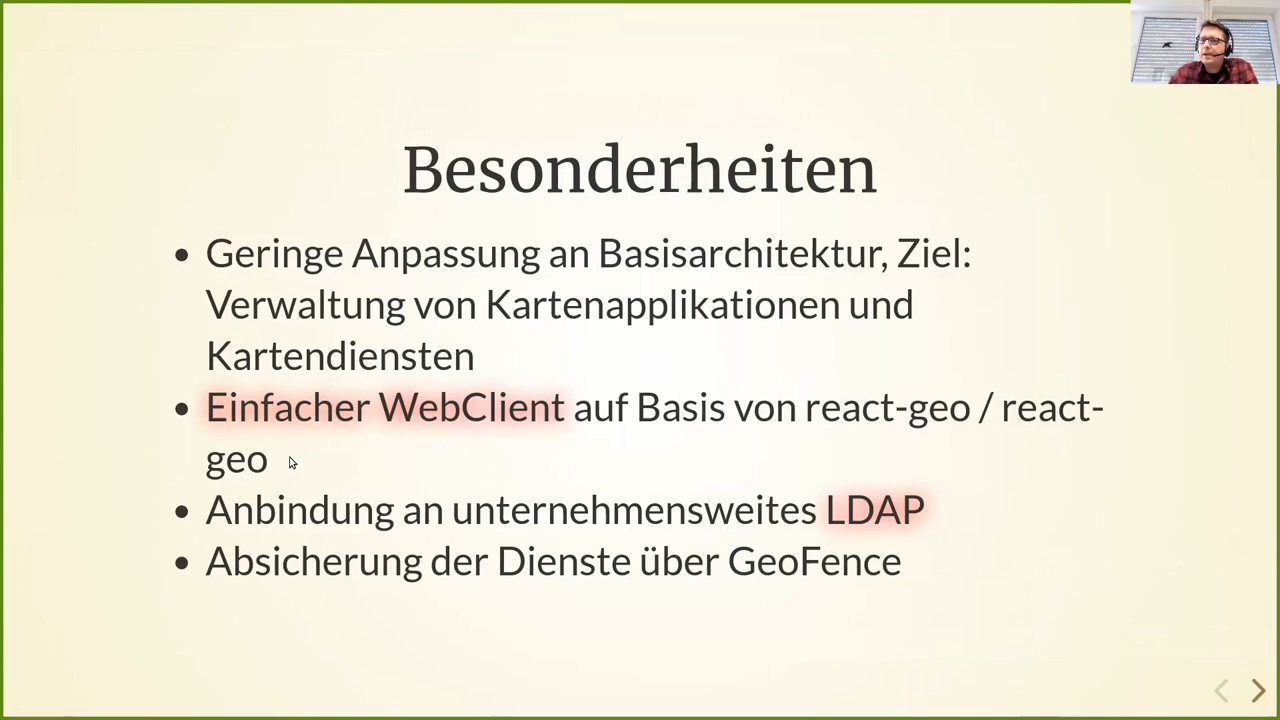 Besonderheiten
• Geringe Anpassung an Basisarchitektur, Ziel:
Verwaltung von Kartenapplikationen und
Kartendiensten
• Einfacher WebClient auf Basis von react-geo / react-
geo
• Anbindung an unternehmensweites LDAP
• Absicherung der Dienste über GeoFence